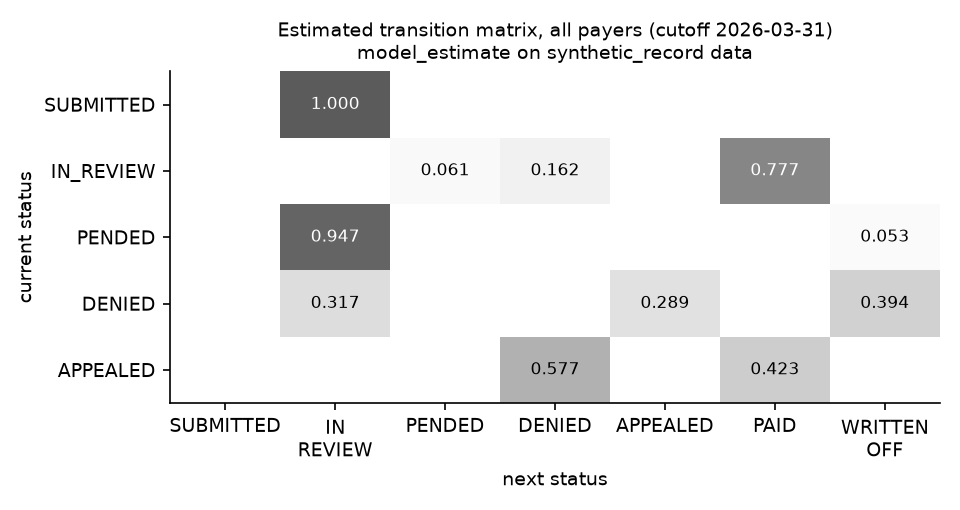 Estimated transition matrix, all payers (cutoff 2026-03-31)
model_estimate on synthetic_record data
current status
SUBMITTED
1.000
IN_REVIEW
0.061
0.162
0.777
PENDED
0.947
0.053
DENIED
0.317
0.289
0.394
APPEALED
0.577
0.423
SUBMITTED
IN
REVIEW
PENDED
DENIED
APPEALED
PAID
WRITTEN
OFF
next status